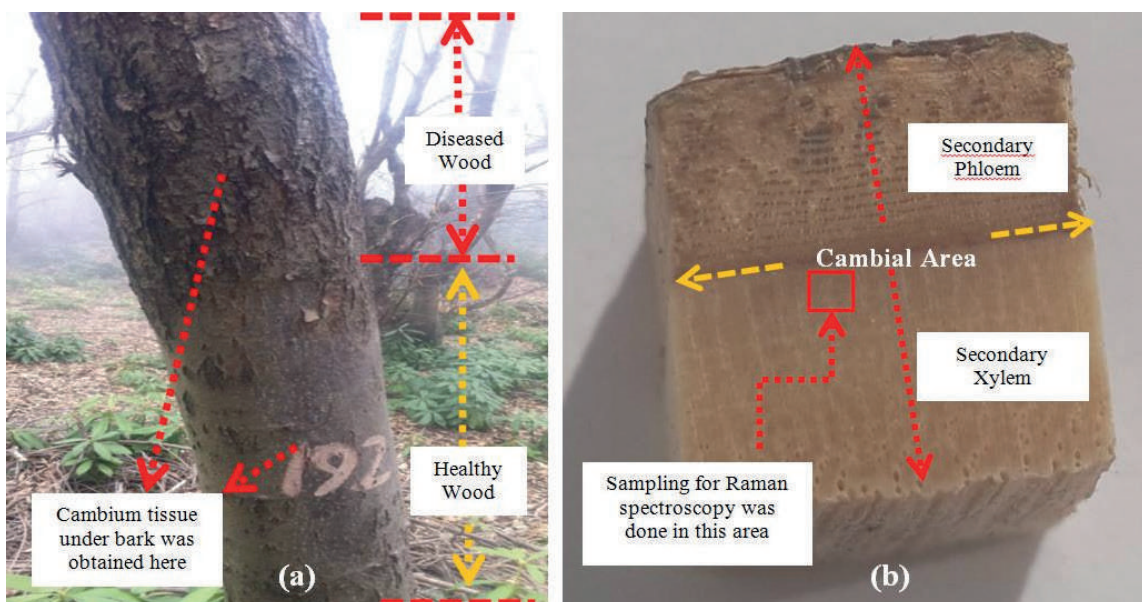 Diseased
Wood
Healthy
Wood
192
Cambium tissue
under bark was
obtained here
(a)
Secondary
Phloem
Cambial Area
Secondary
Xylem
Sampling for Raman
spectroscopy was
done in this area
(b)